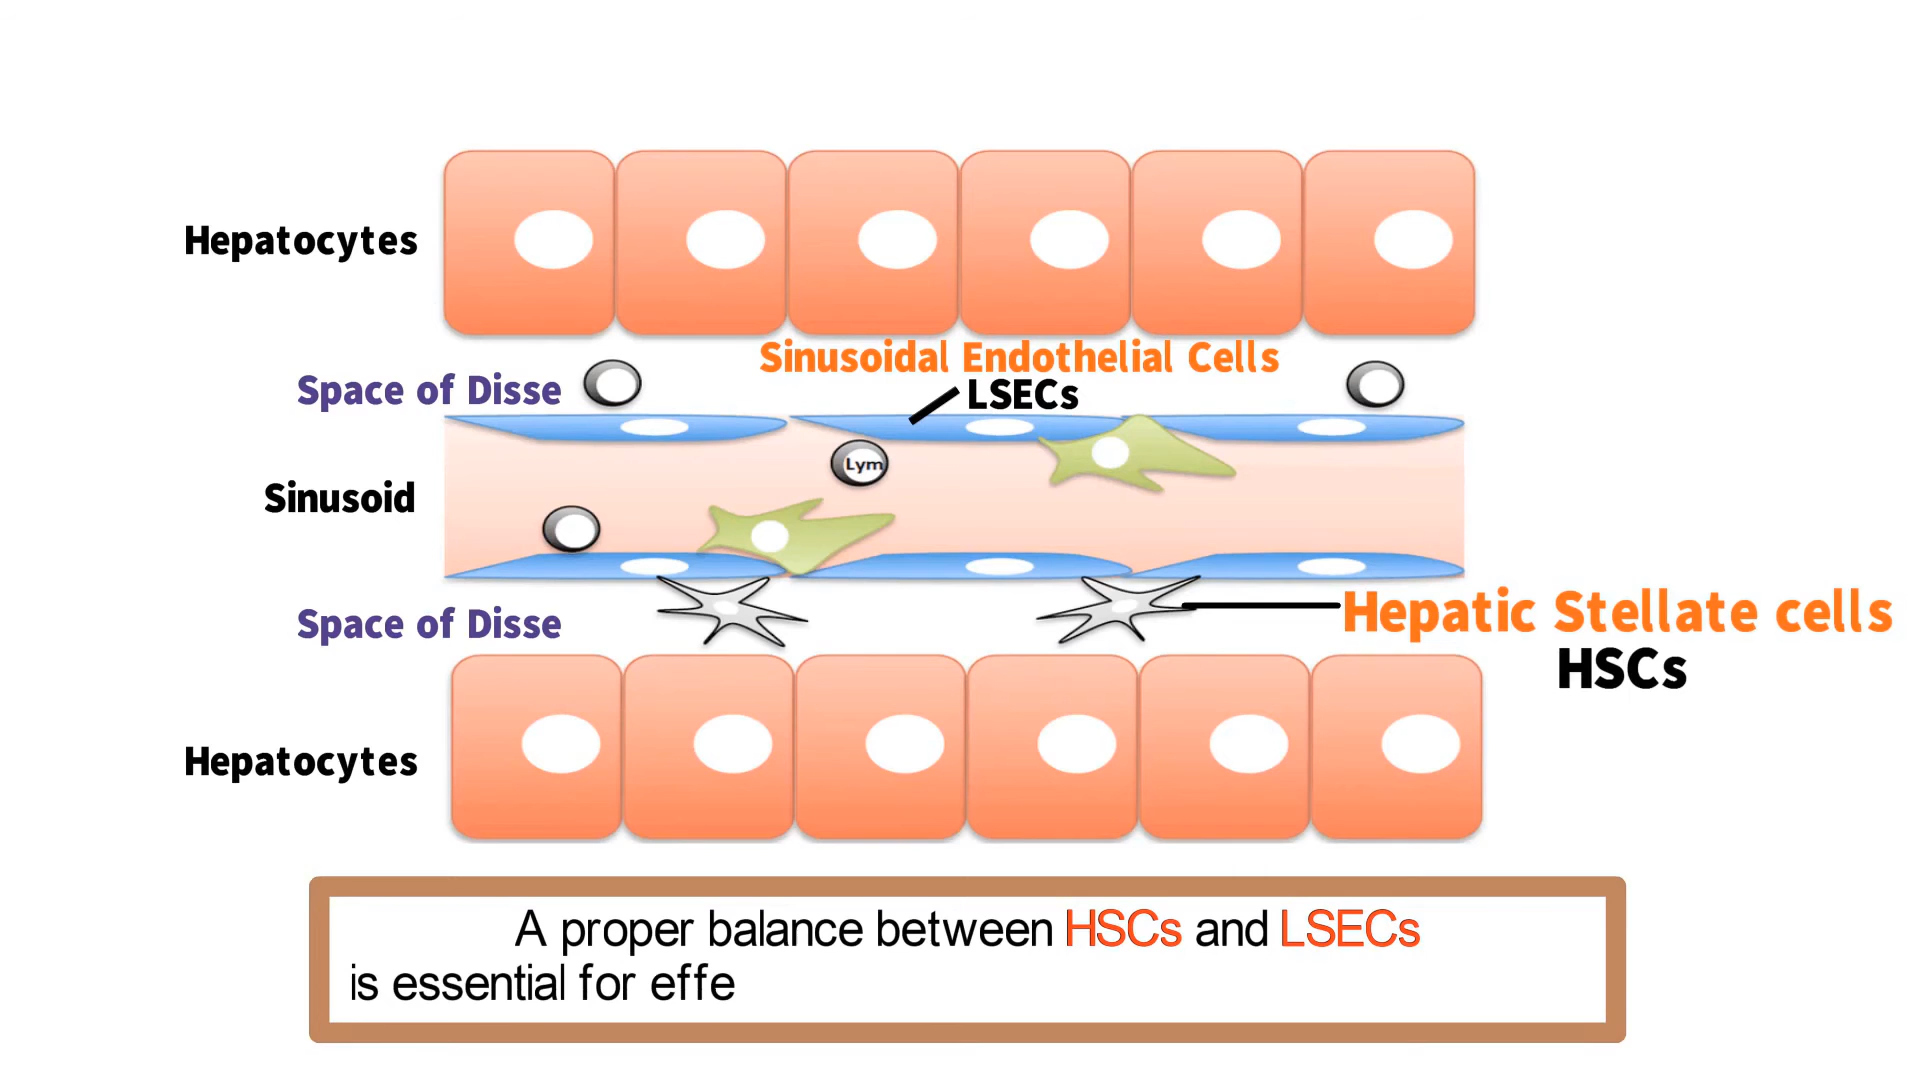 Hepatocytes
Sinusoidal Endothelial Cells
Space of Disse
LSECs
Lym
Sinusoid
Space of Disse
Hepatic Stellate cells
HSCs
Hepatocytes
A proper balance between HSCs and LSECs
is essential for effe